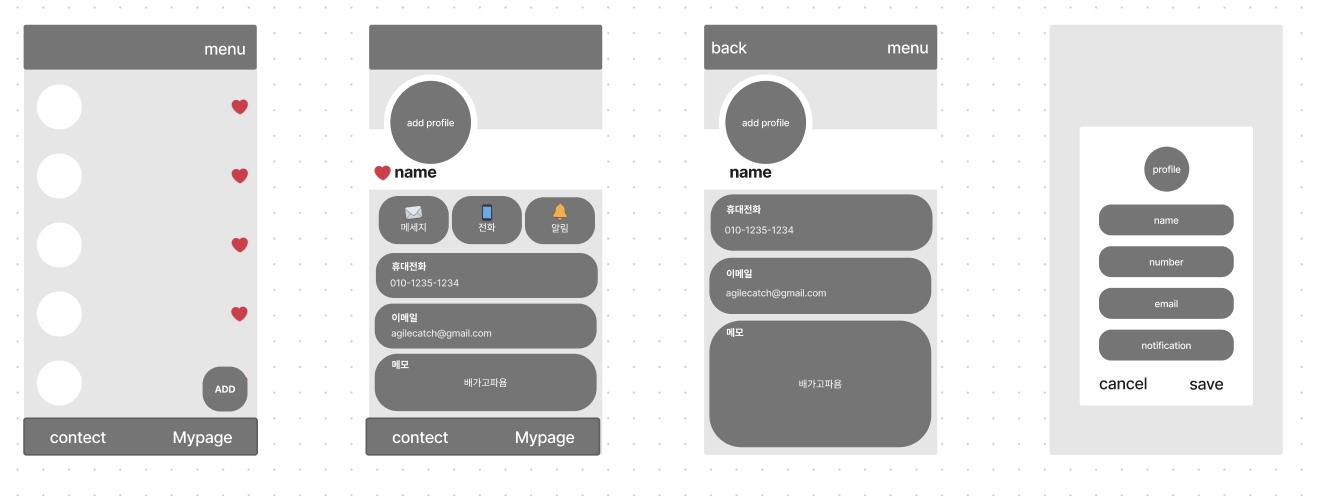 menu
ADD
contect
Mypage
add profile
name
메세지
전화
알림
휴대전화
010-1235-1234
이메일
agilecatch@gmail.com
메모
배가고파욤
contect
Mypage
back
menu
add profile
name
휴대전화
010-1235-1234
이메일
agilecatch@gmail.com
메모
배가고파욤
profile
name
number
email
notification
cancel
save